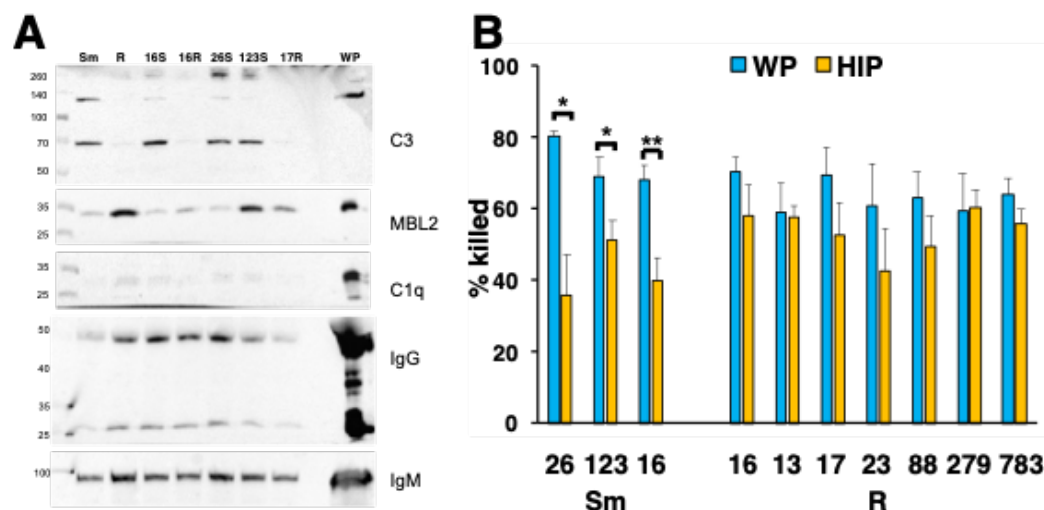 A
Sm R 16S 16R 26S 123S 17R WP
260
140
100
70
50
C3
35
25
MBL2
35
25
C1q
50
40
35
25
IgG
100
IgM
B
WP HIP
% killed
100
80
60
40
20
0
* * **
26 123 16 16 13 17 23 88 279 783
Sm R